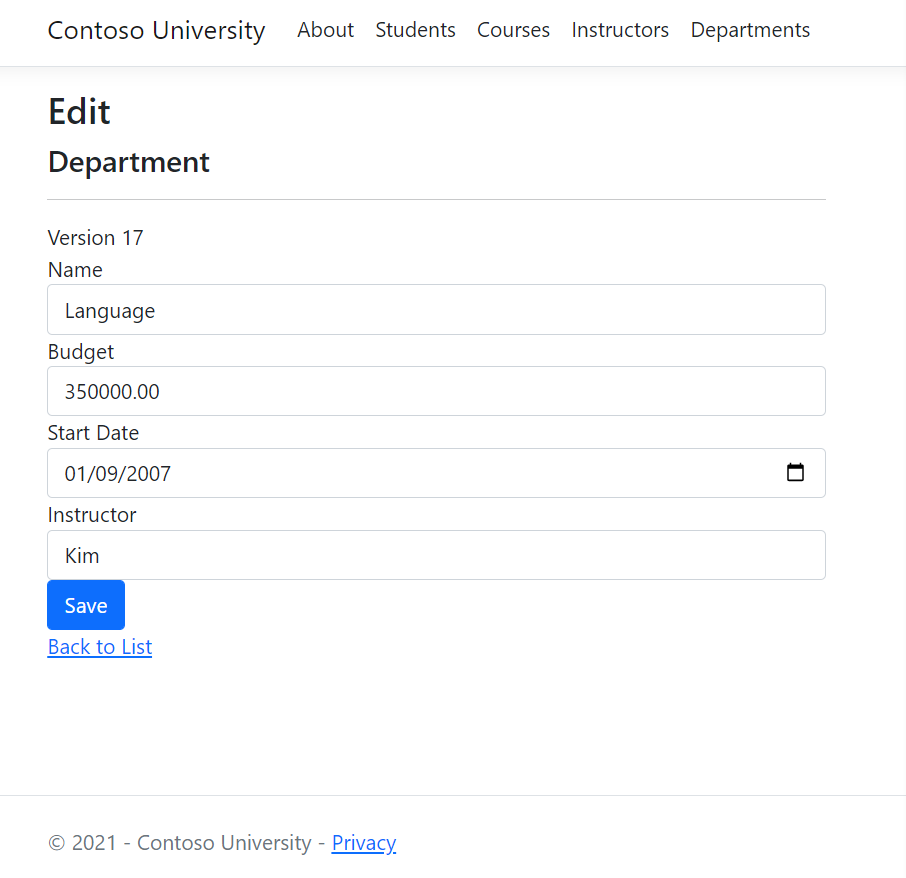 Contoso University About Students Courses Instructors Departments
Edit
Department
Version 17
Name
Language
Budget
350000.00
Start Date
01/09/2007
Instructor
Kim
Save
Back to List
© 2021 - Contoso University - Privacy